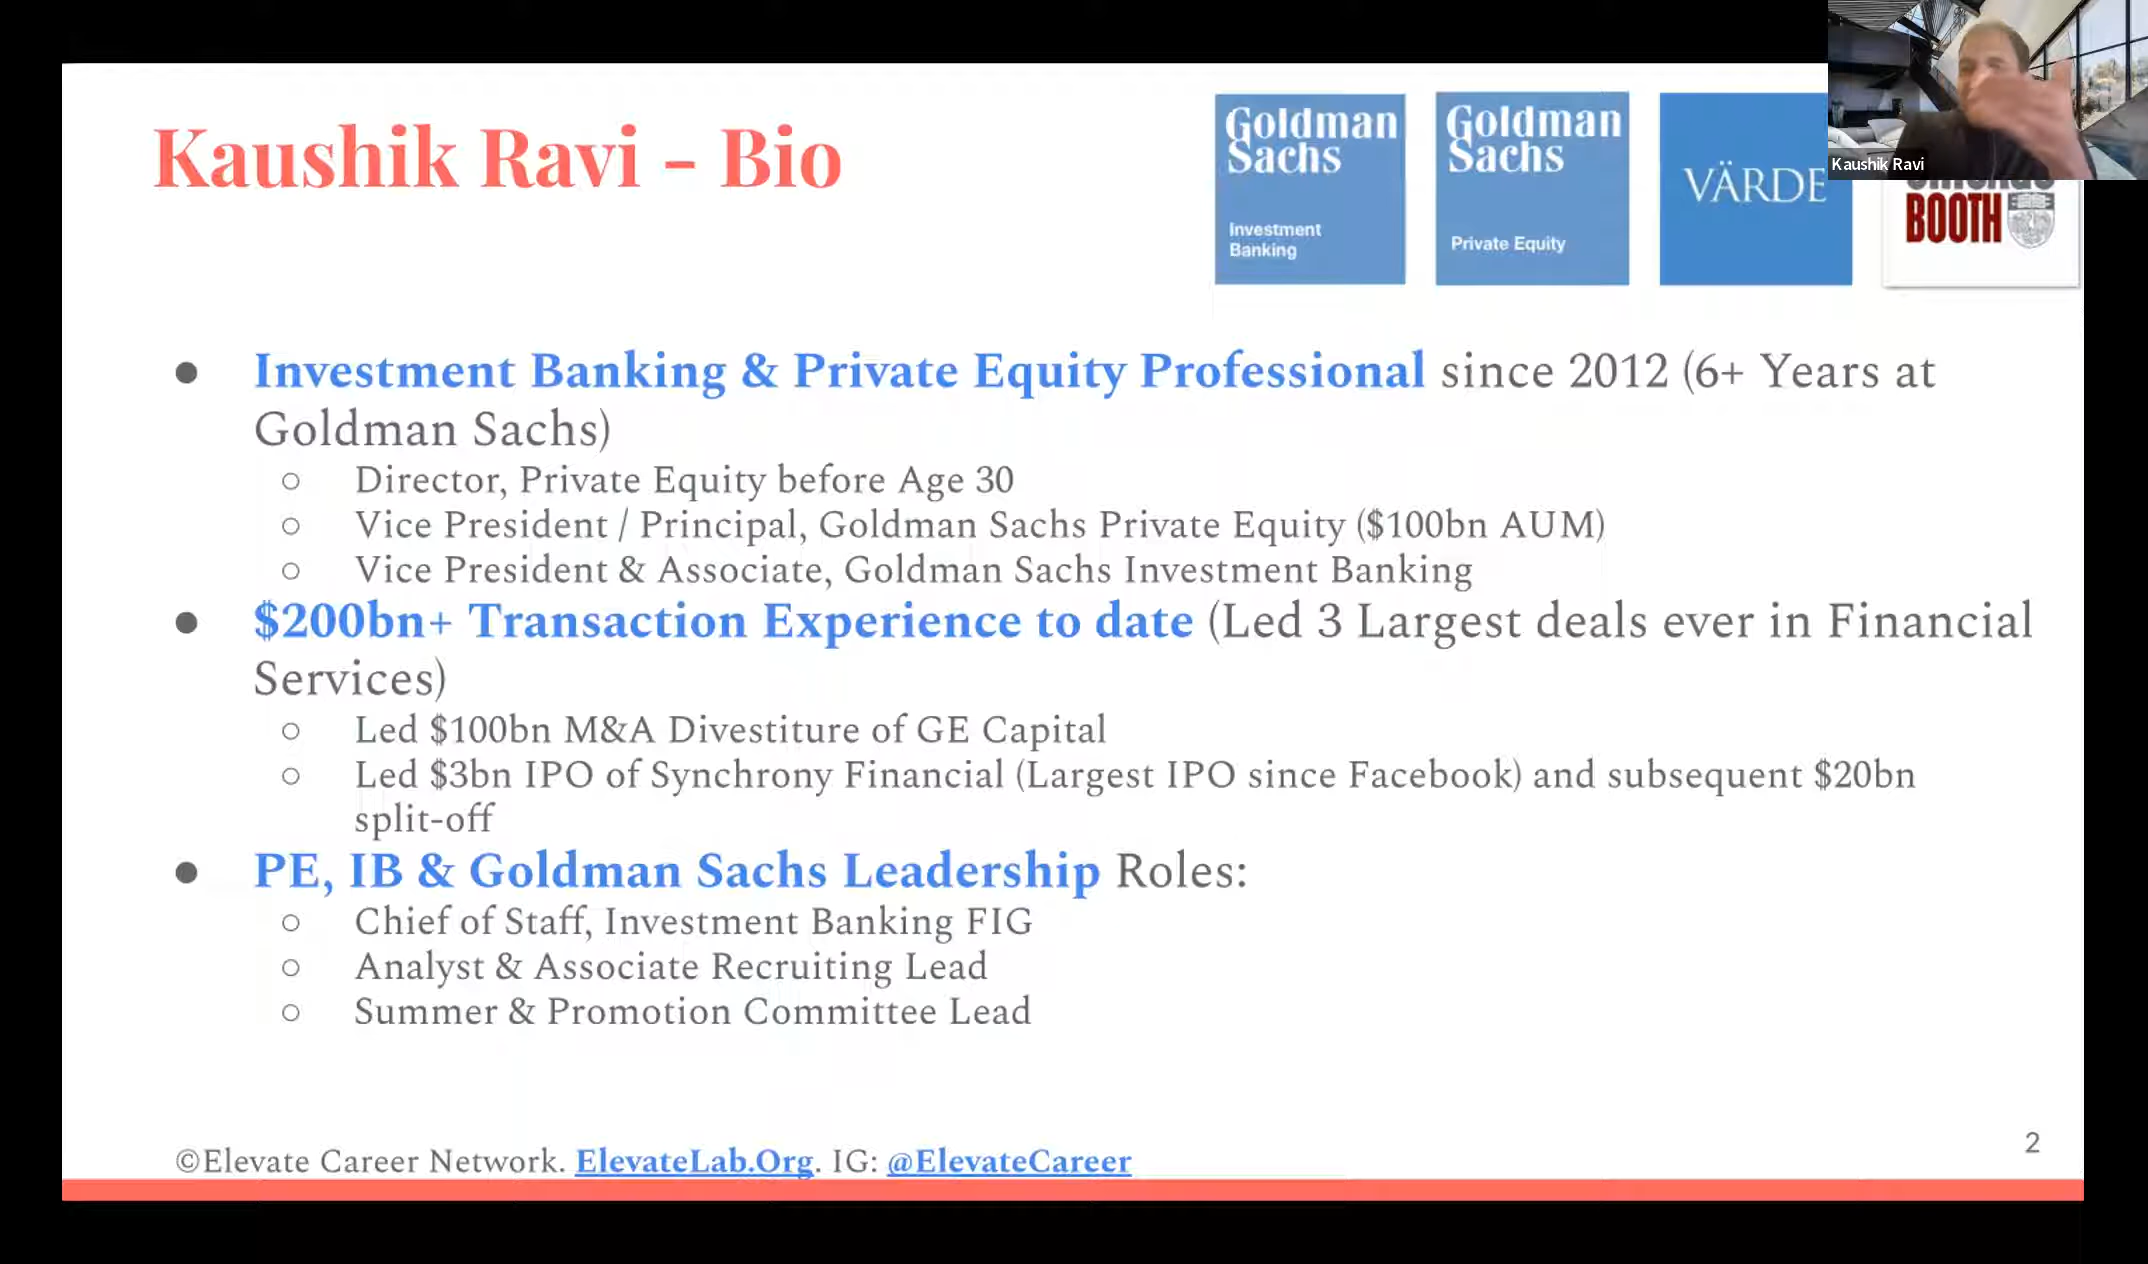 Kaushik Ravi - Bio
Goldman
Sachs
Investment
Banking
Goldman
Sachs
Private Equity
VÄRDE
Kaushik Ravi
BOOTH
● Investment Banking & Private Equity Professional since 2012 (6+ Years at
Goldman Sachs)
○ Director, Private Equity before Age 30
○ Vice President / Principal, Goldman Sachs Private Equity ($100bn AUM)
○ Vice President & Associate, Goldman Sachs Investment Banking
● $200bn+ Transaction Experience to date (Led 3 Largest deals ever in Financial
Services)
○ Led $100bn M&A Divestiture of GE Capital
○ Led $3bn IPO of Synchrony Financial (Largest IPO since Facebook) and subsequent $20bn
split-off
● PE, IB & Goldman Sachs Leadership Roles:
○ Chief of Staff, Investment Banking FIG
○ Analyst & Associate Recruiting Lead
○ Summer & Promotion Committee Lead
©Elevate Career Network. ElevateLab.Org. IG: @ElevateCareer
2